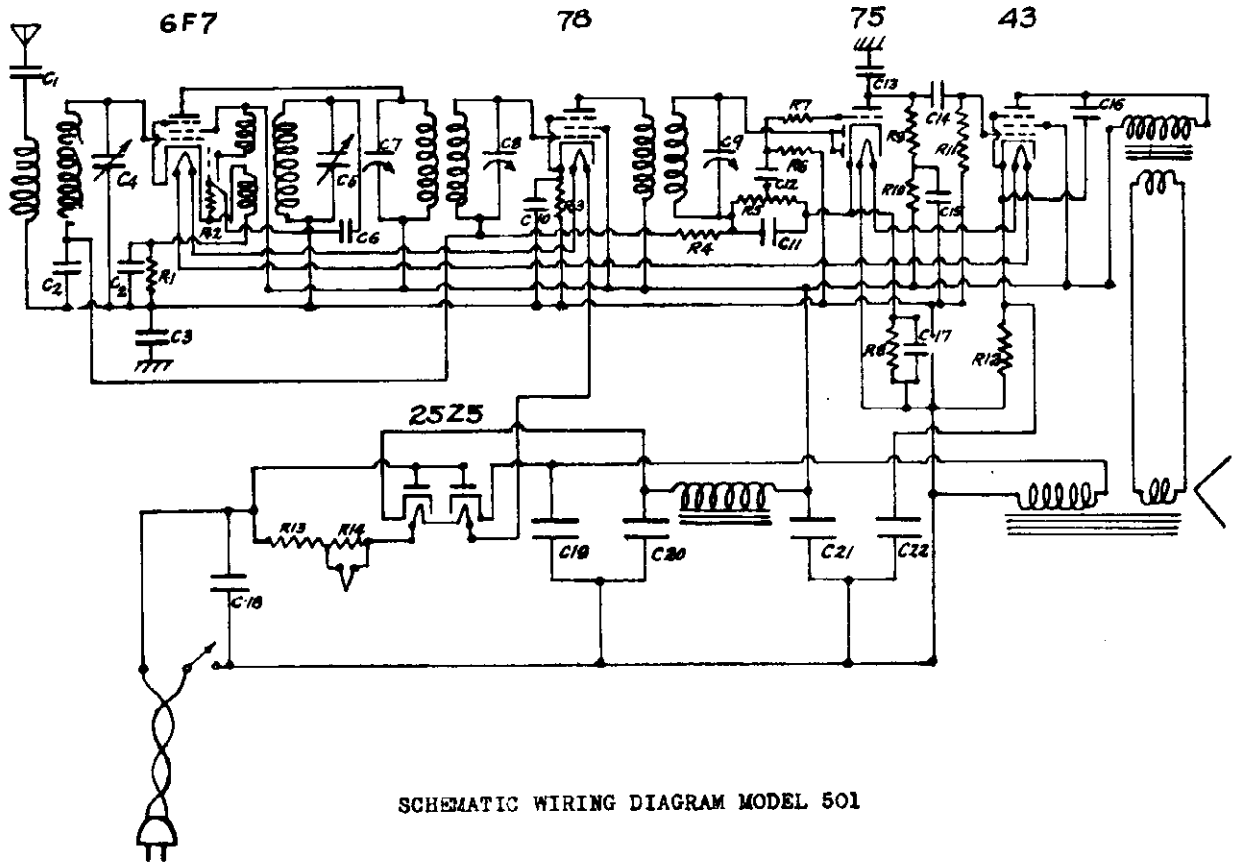 6F7 78 75 43
C1
C13
R7 R9 C14 C16
C4 C5 C7 C8 C9 R11
R6
C12
R2 C10 R3 R10 C15
C6 R5
R4 C11
C2 C2 R1
C3 R8 C17 R12
25Z5
R13 R14
C19 C20 C21 C22
C18
SCHEMATIC WIRING DIAGRAM MODEL 501